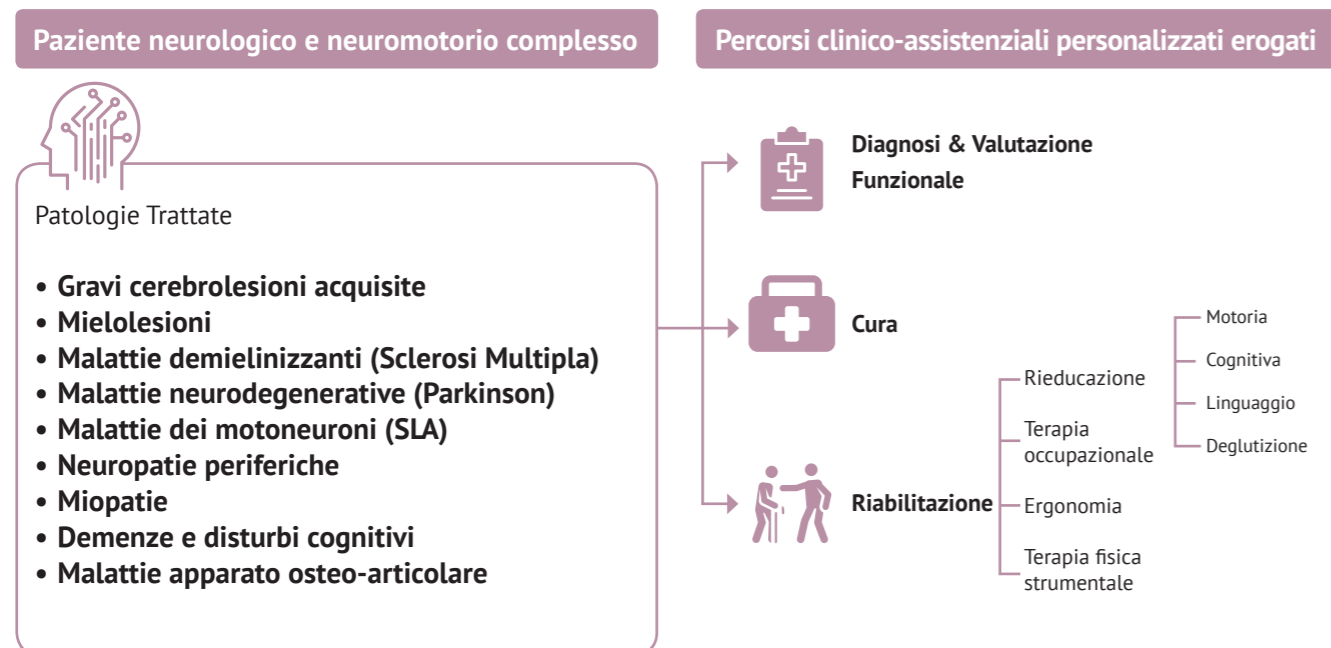 Paziente neurologico e neuromotorio complesso
Patologie Trattate
• Gravi cerebrolesioni acquisite
• Mielolesioni
• Malattie demielinizzanti (Sclerosi Multipla)
• Malattie neurodegenerative (Parkinson)
• Malattie dei motoneuroni (SLA)
• Neuropatie periferiche
• Miopatie
• Demenze e disturbi cognitivi
• Malattie apparato osteo-articolare
Percorsi clinico-assistenziali personalizzati erogati
Diagnosi & Valutazione
Funzionale
Cura
Riabilitazione
Rieducazione
Terapia
occupazionale
Ergonomia
Terapia fisica
strumentale
Motoria
Cognitiva
Linguaggio
Deglutizione